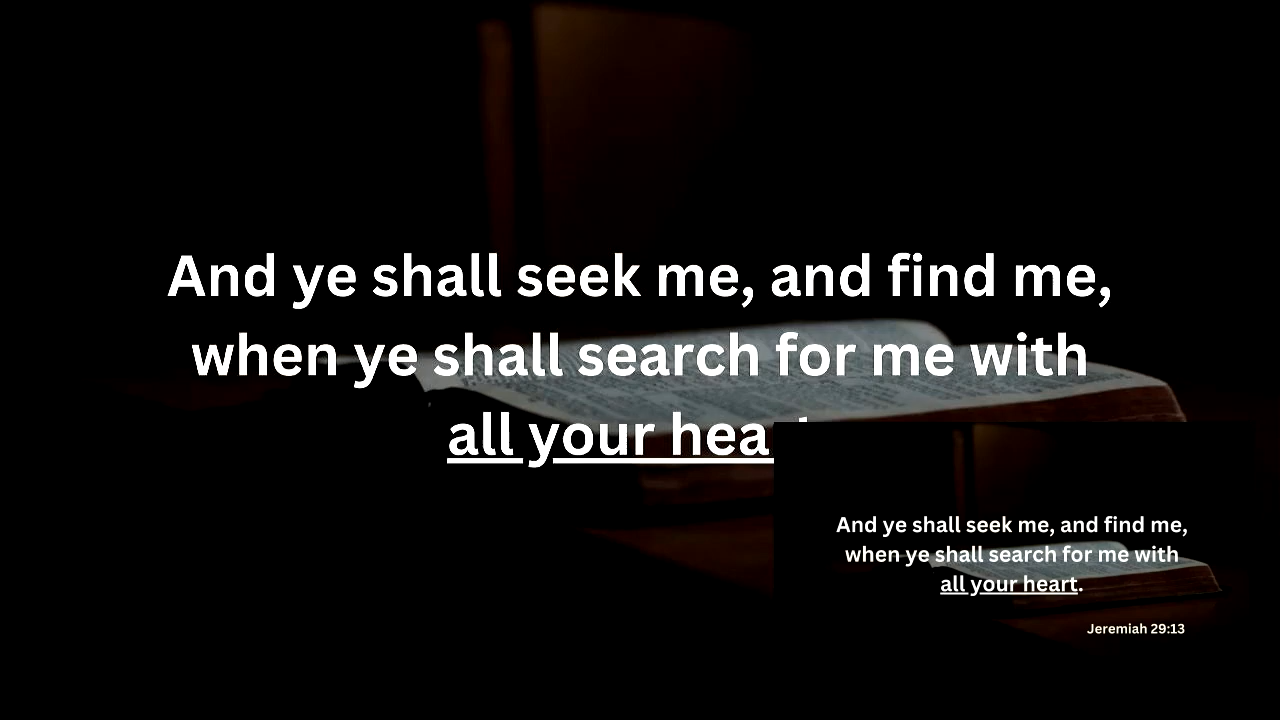 And ye shall seek me, and find me,
when ye shall search for me with
all your hea
And ye shall seek me, and find me,
when ye shall search for me with
all your heart.
Jeremiah 29:13